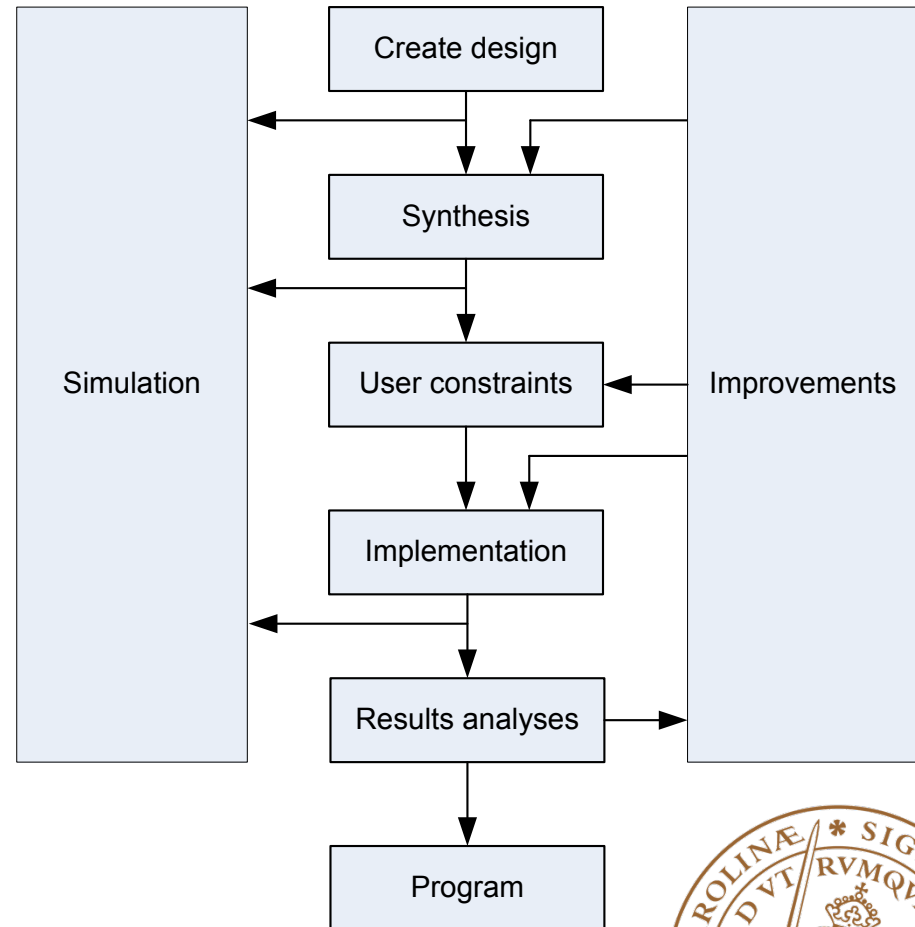 Create design
Synthesis
Simulation
User constraints
Improvements
Implementation
Results analyses
Program
ROLINÆ * SIG
D VT RVMQV